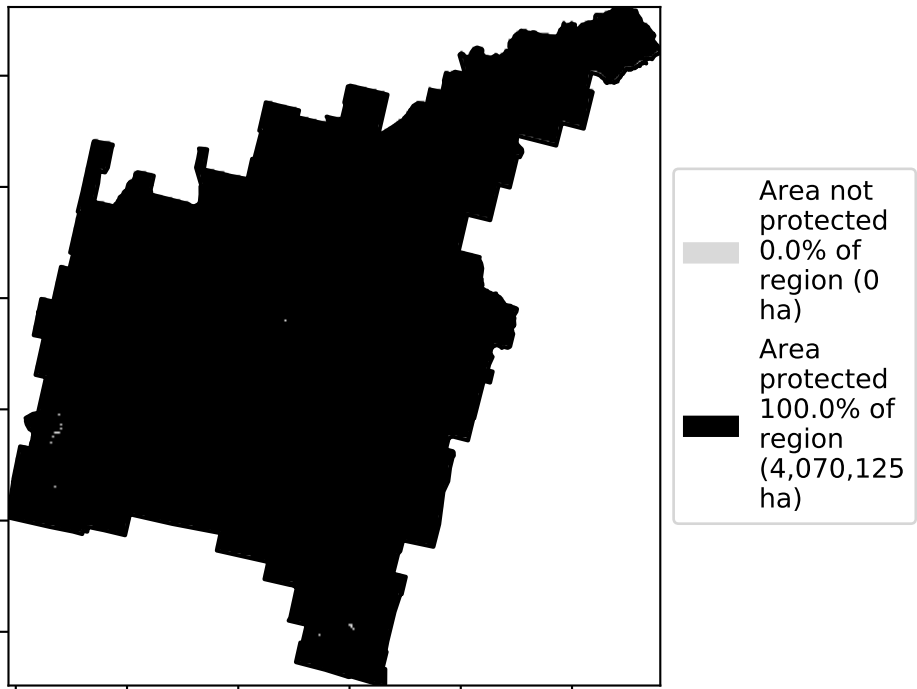 Area not
protected
0.0% of
region (0
ha)
Area
protected
100.0% of
region
(4,070,125
ha)